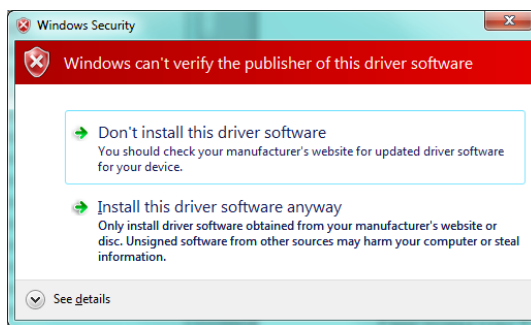 Windows Security
Windows can't verify the publisher of this driver software
Don't install this driver software
You should check your manufacturer's website for updated driver software
for your device.
Install this driver software anyway
Only install driver software obtained from your manufacturer's website or
disc. Unsigned software from other sources may harm your computer or steal
information.
See details